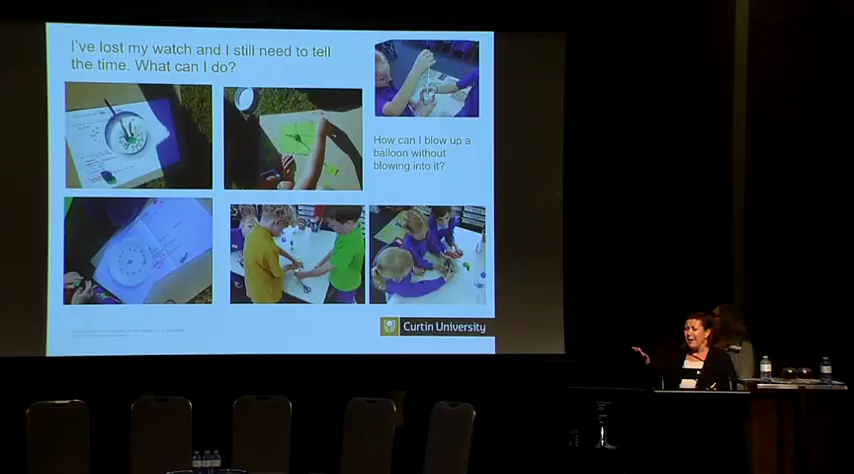 I've lost my watch and I still need to tell
the time. What can I do?
How can I blow up a
balloon without
blowing into it?
Curtin University